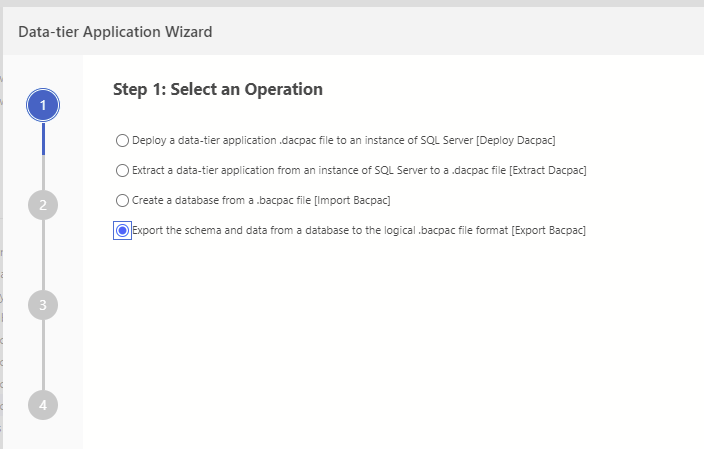 Data-tier Application Wizard
1
Step 1: Select an Operation
Deploy a data-tier application .dacpac file to an instance of SQL Server [Deploy Dacpac]
Extract a data-tier application from an instance of SQL Server to a .dacpac file [Extract Dacpac]
2
Create a database from a .bacpac file [Import Bacpac]
Export the schema and data from a database to the logical .bacpac file format [Export Bacpac]
3
4